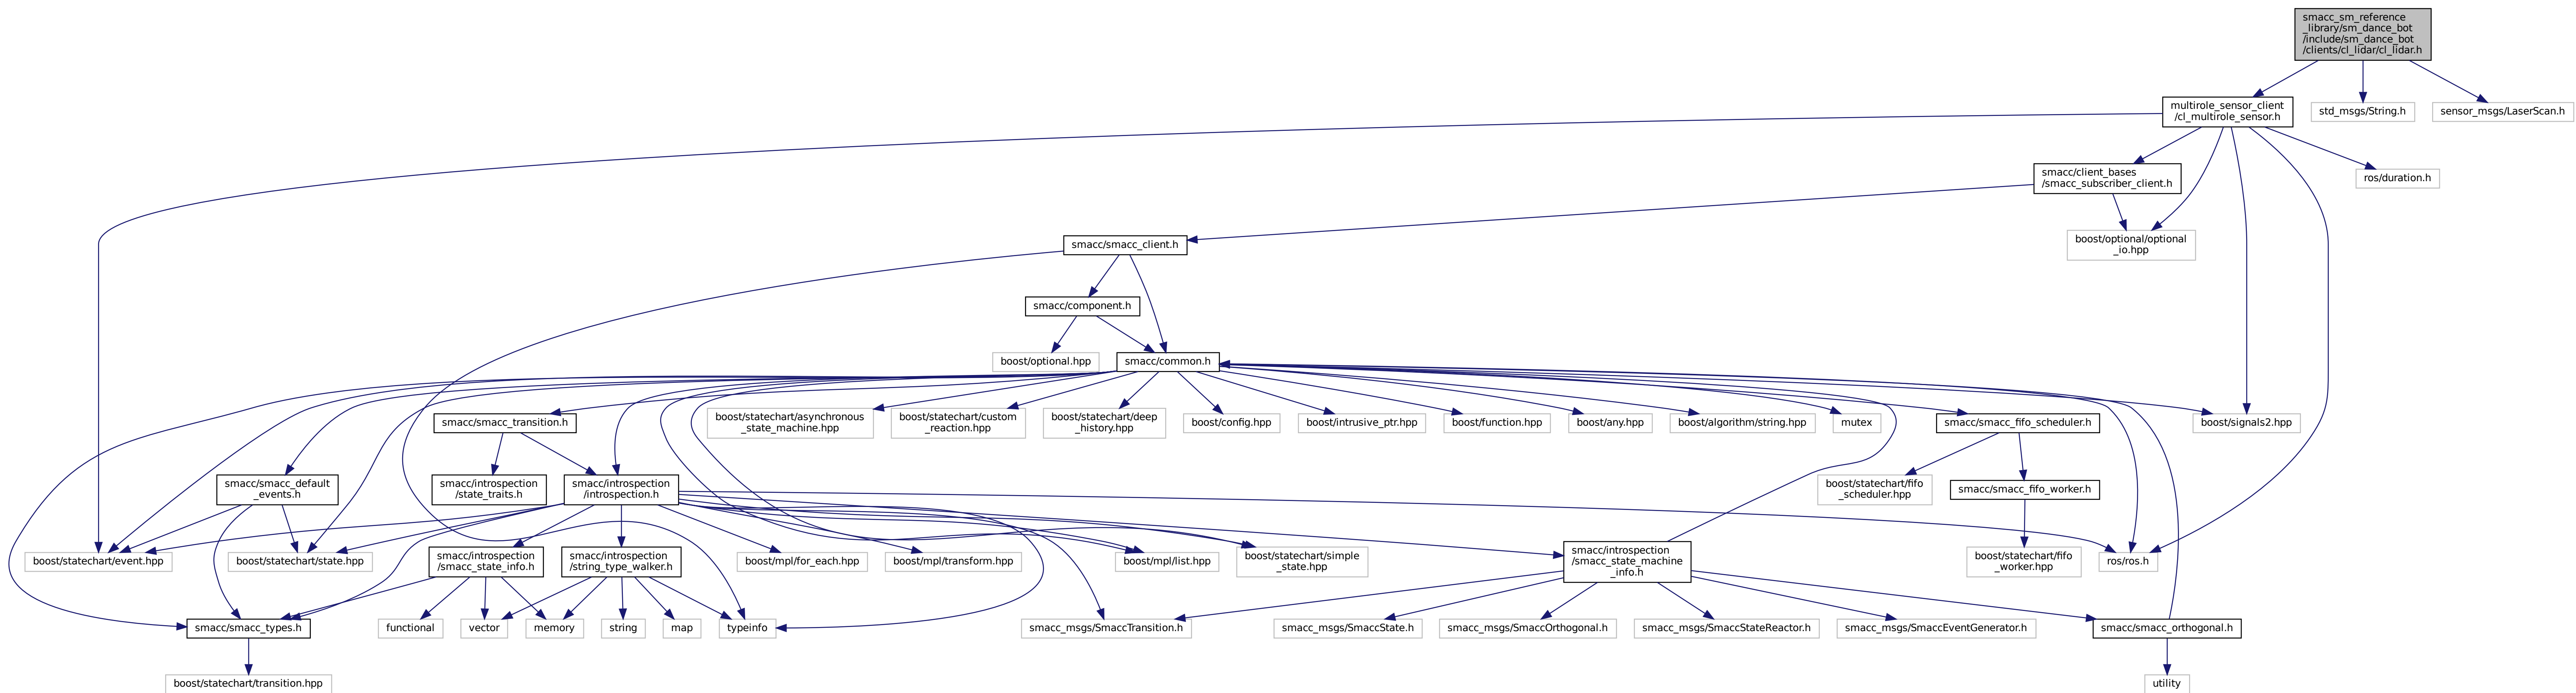 smacc_sm_reference
_library/sm_dance_bot
/include/sm_dance_bot
/clients/cl_lidar/cl_lidar.h
multirole_sensor_client
/cl_multirole_sensor.h
std_msgs/String.h
sensor_msgs/LaserScan.h
smacc/client_bases
/smacc_subscriber_client.h
ros/duration.h
smacc/smacc_client.h
boost/optional/optional
_io.hpp
smacc/component.h
boost/optional.hpp
smacc/common.h
smacc/smacc_transition.h
boost/statechart/asynchronous
_state_machine.hpp
boost/statechart/custom
_reaction.hpp
boost/statechart/deep
_history.hpp
boost/config.hpp
boost/intrusive_ptr.hpp
boost/function.hpp
boost/any.hpp
boost/algorithm/string.hpp
mutex
smacc/smacc_fifo_scheduler.h
boost/signals2.hpp
smacc/smacc_default
_events.h
smacc/introspection
/state_traits.h
smacc/introspection
/introspection.h
boost/statechart/fifo
_scheduler.hpp
smacc/smacc_fifo_worker.h
boost/statechart/event.hpp
boost/statechart/state.hpp
smacc/introspection
/smacc_state_info.h
smacc/introspection
/string_type_walker.h
boost/mpl/for_each.hpp
boost/mpl/transform.hpp
boost/mpl/list.hpp
boost/statechart/simple
_state.hpp
smacc/introspection
/smacc_state_machine
_info.h
boost/statechart/fifo
_worker.hpp
ros/ros.h
smacc/smacc_types.h
functional
vector
memory
string
map
typeinfo
smacc_msgs/SmaccTransition.h
smacc_msgs/SmaccState.h
smacc_msgs/SmaccOrthogonal.h
smacc_msgs/SmaccStateReactor.h
smacc_msgs/SmaccEventGenerator.h
smacc/smacc_orthogonal.h
boost/statechart/transition.hpp
utility